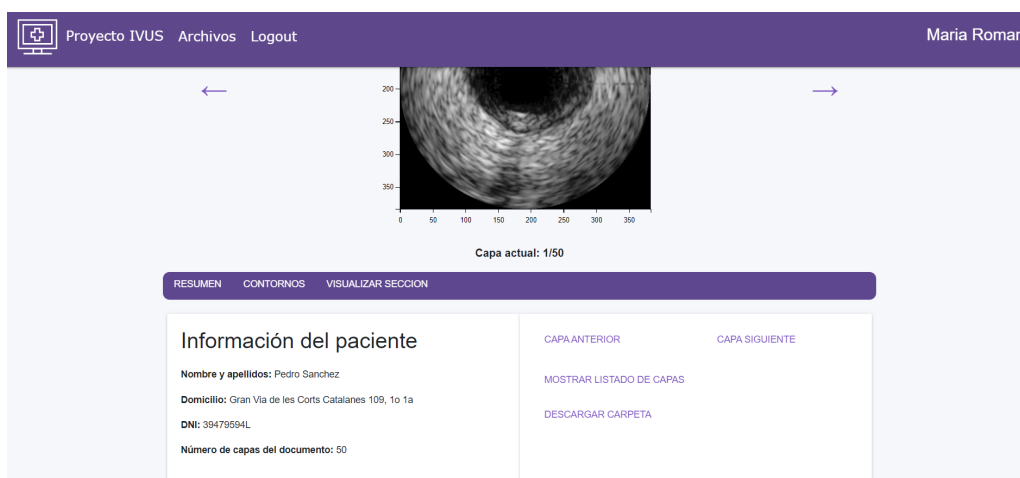 Proyecto IVUS Archivos Logout Maria Roman
200
250
300
350
0 50 100 150 200 250 300 350
Capa actual: 1/50
RESUMEN CONTORNOS VISUALIZAR SECCION
Información del paciente
Nombre y apellidos: Pedro Sanchez
Domicilio: Gran Via de les Corts Catalanes 109, 1o 1a
DNI: 39479594L
Número de capas del documento: 50
CAPA ANTERIOR CAPA SIGUIENTE
MOSTRAR LISTADO DE CAPAS
DESCARGAR CARPETA